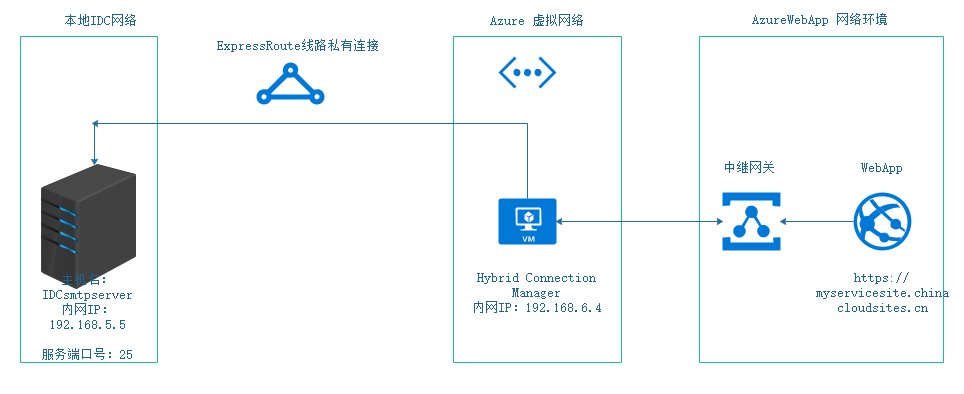 本地IDC网络
Azure 虚拟网络
AzureWebApp 网络环境
ExpressRoute线路私有连接
中继网关
WebApp
VM
主机名:
IDCsmtpserver
内网IP:
192.168.5.5
服务端口号: 25
Hybrid Connection
Manager
内网IP: 192.168.6.4
https://
myservicesite.china
cloudsites.cn